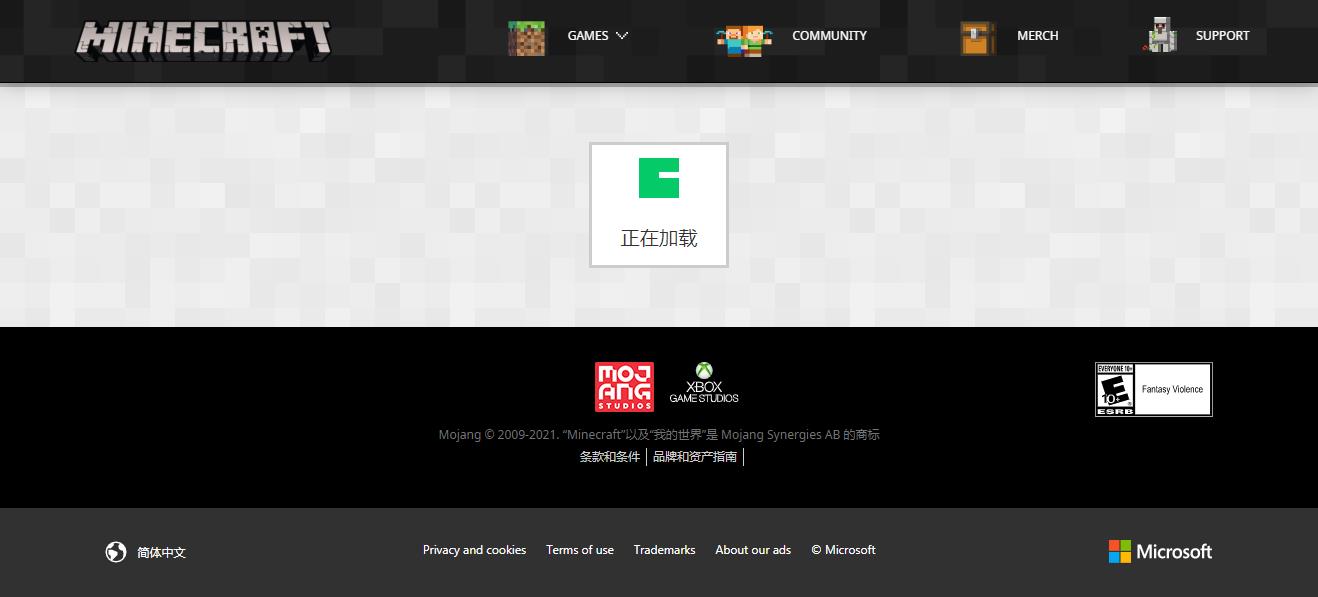 MINECRAFT
GAMES
COMMUNITY
MERCH
SUPPORT
正在加载
MOJANG STUDIOS
XBOX
GAME STUDIOS
EVERYONE 10+
E
10+
ESRB
Fantasy Violence
Mojang © 2009-2021. “Minecraft”以及“我的世界”是 Mojang Synergies AB 的商标
条款和条件
品牌和资产指南
简体中文
Privacy and cookies
Terms of use
Trademarks
About our ads
© Microsoft
Microsoft